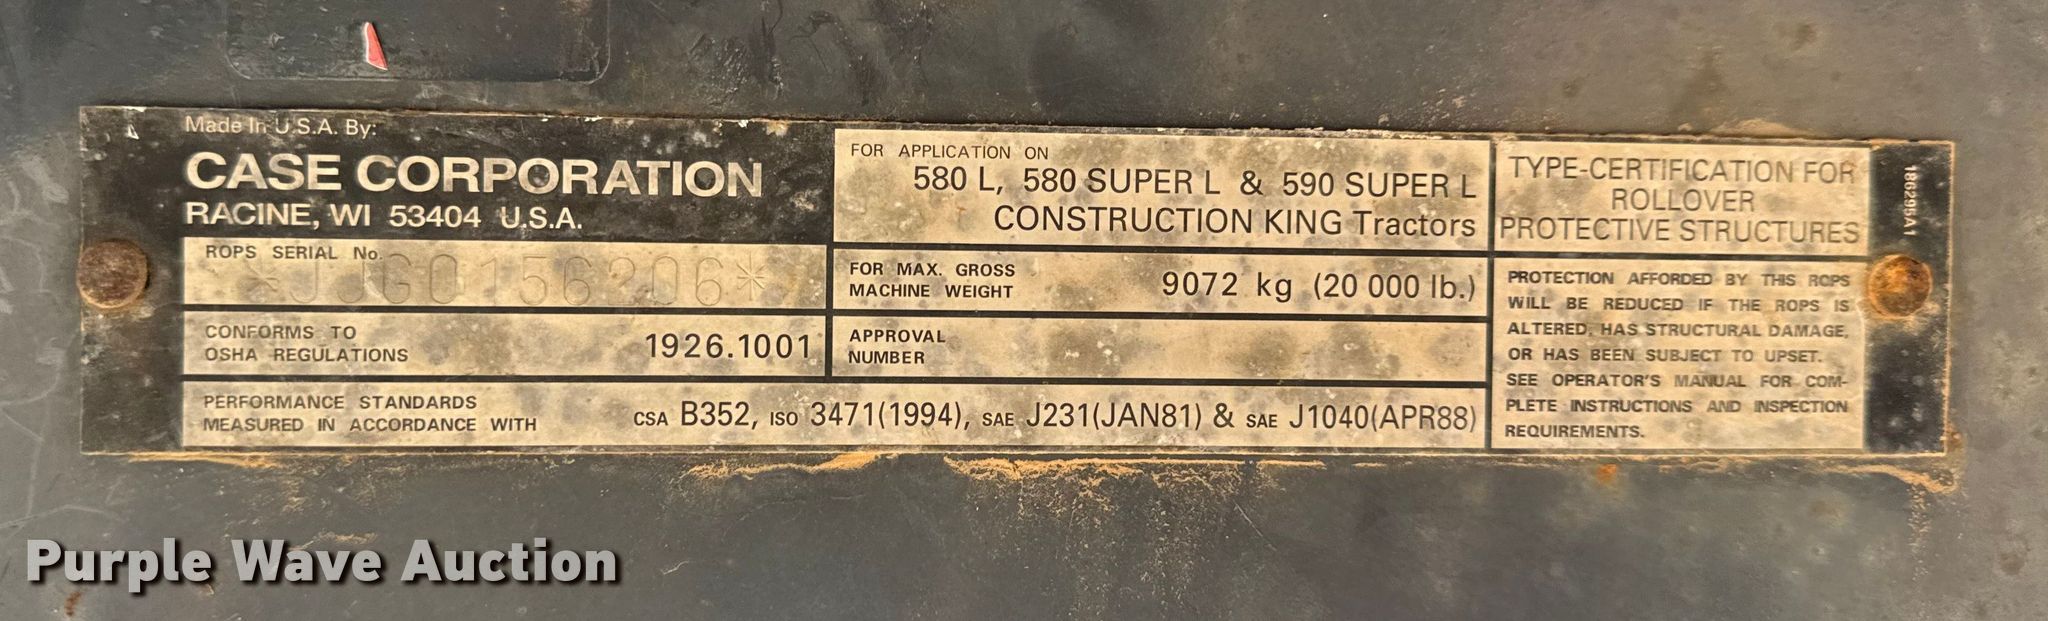 Made In U.S.A. By:
CASE CORPORATION
RACINE, WI 53404 U.S.A.
ROPS SERIAL No.
*JJG0156206*
CONFORMS TO
OSHA REGULATIONS
1926.1001
PERFORMANCE STANDARDS
MEASURED IN ACCORDANCE WITH
CSA B352, ISO 3471(1994), SAE J231(JAN81) & SAE J1040(APR88)
FOR APPLICATION ON
580 L, 580 SUPER L & 590 SUPER L
CONSTRUCTION KING Tractors
FOR MAX. GROSS
MACHINE WEIGHT
9072 kg (20 000 lb.)
APPROVAL
NUMBER
TYPE-CERTIFICATION FOR
ROLLOVER
PROTECTIVE STRUCTURES
PROTECTION AFFORDED BY THIS ROPS
WILL BE REDUCED IF THE ROPS IS
ALTERED, HAS STRUCTURAL DAMAGE,
OR HAS BEEN SUBJECT TO UPSET.
SEE OPERATOR'S MANUAL FOR COM-
PLETE INSTRUCTIONS AND INSPECTION
REQUIREMENTS.
186295A1
Purple Wave Auction